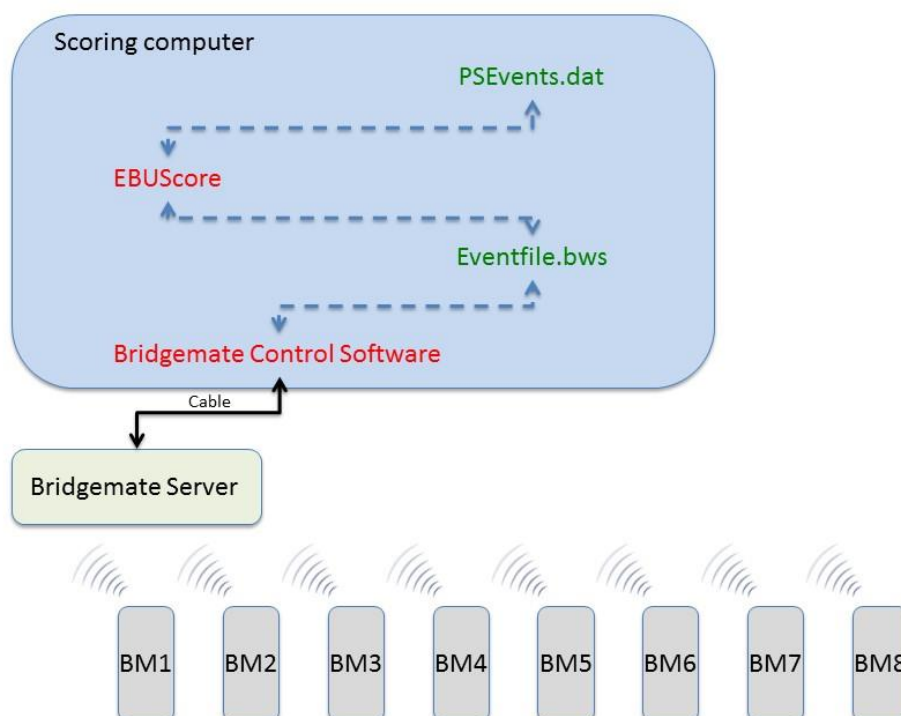 Scoring computer
PSEvents.dat
EBUScore
Eventfile.bws
Bridgemate Control Software
Cable
Bridgemate Server
BM1 BM2 BM3 BM4 BM5 BM6 BM7 BM8